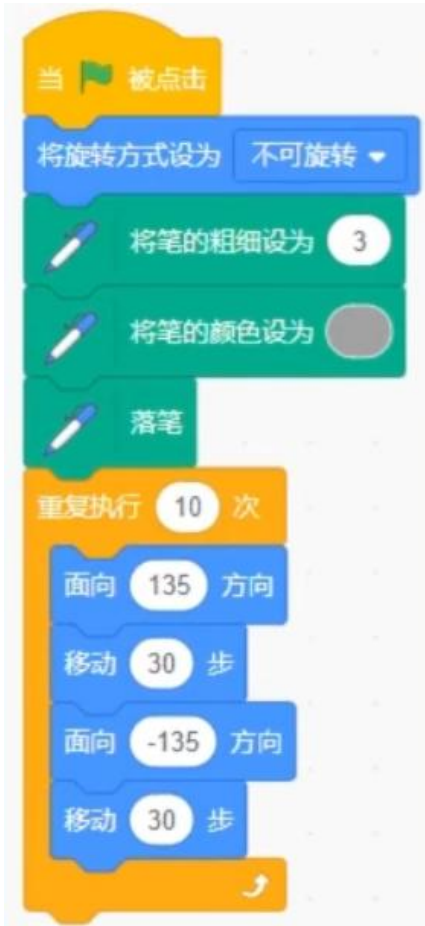 当 被点击
将旋转方式设为 不可旋转
将笔的粗细设为 3
将笔的颜色设为
落笔
重复执行 10 次
面向 135 方向
移动 30 步
面向 -135 方向
移动 30 步